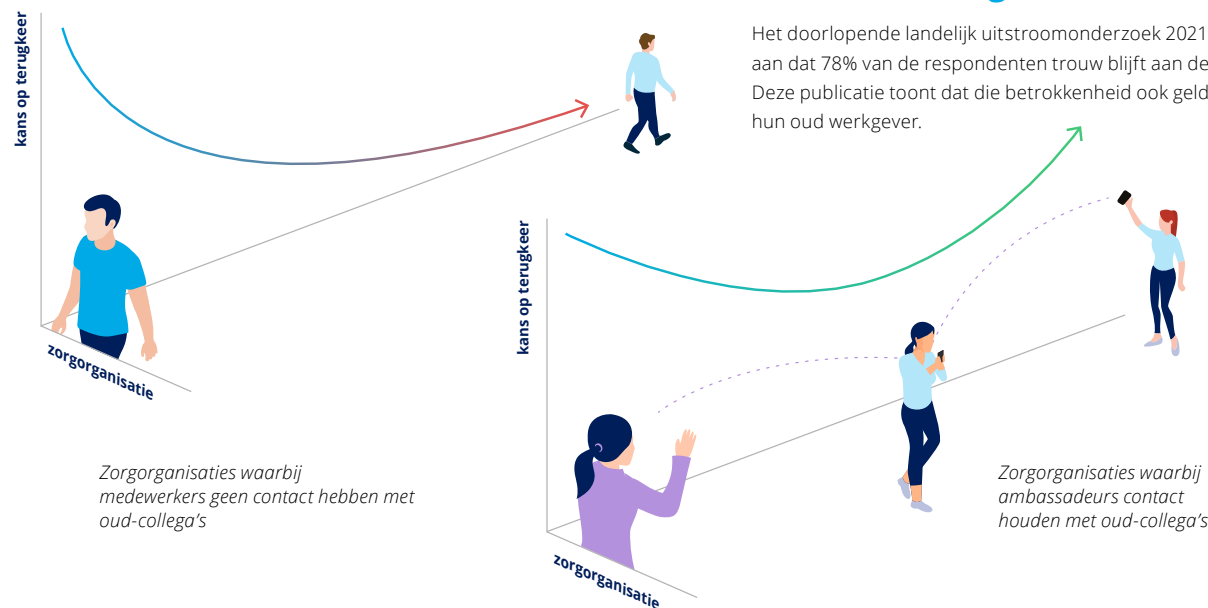 Het doorlopende landelijk uitstroomonderzoek 2021
aan dat 78% van de respondenten trouw blijft aan de
Deze publicatie toont dat die betrokkenheid ook geld
hun oud werkgever.
kans op terugkeer
zorgorganisatie
Zorgorganisaties waarbij
medewerkers geen contact hebben met
oud-collega’s
kans op terugkeer
zorgorganisatie
Zorgorganisaties waarbij
ambassadeurs contact
houden met oud-collega’s